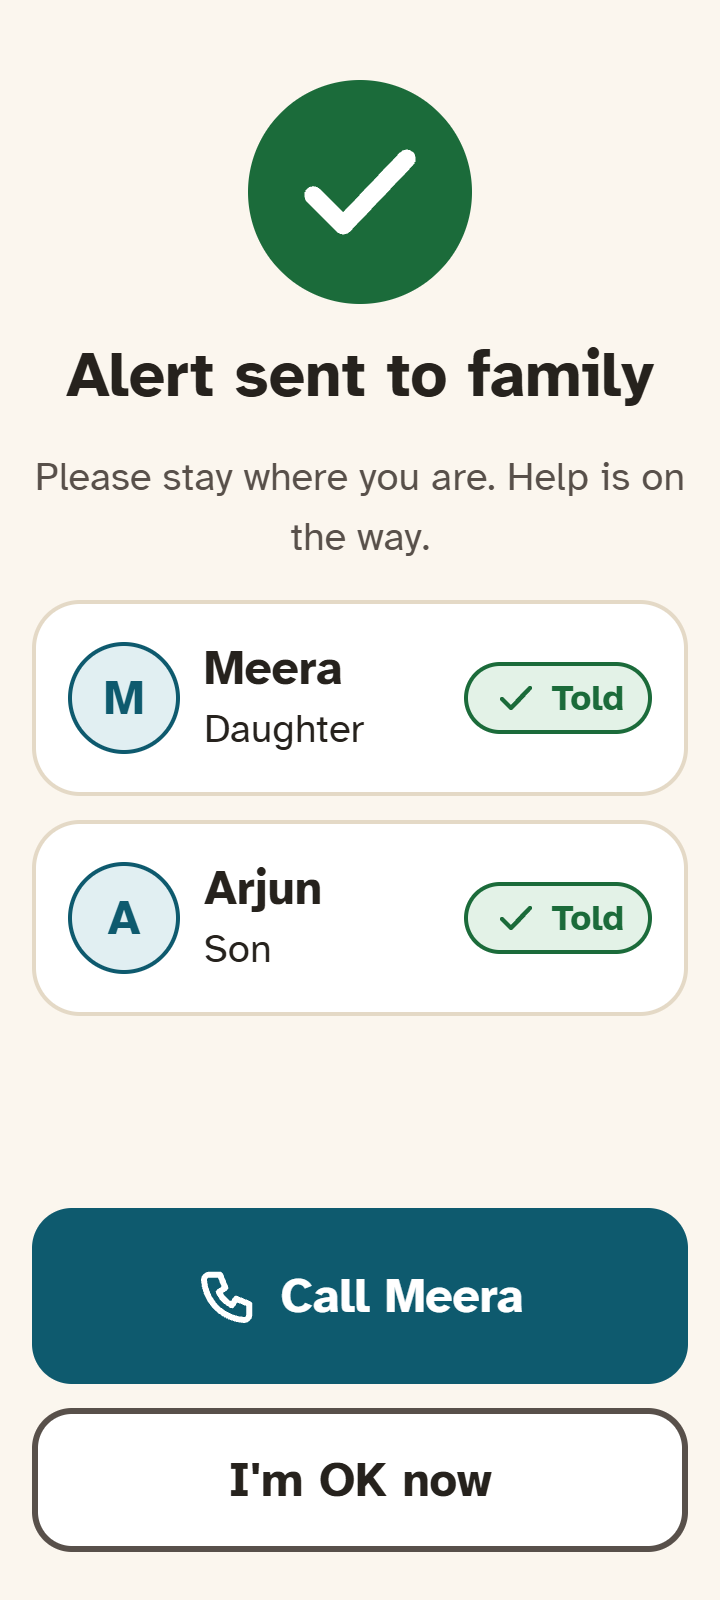 Alert sent to family
Please stay where you are. Help is on
the way.
M
Meera
Daughter
Told
A
Arjun
Son
Told
Call Meera
I'm OK now